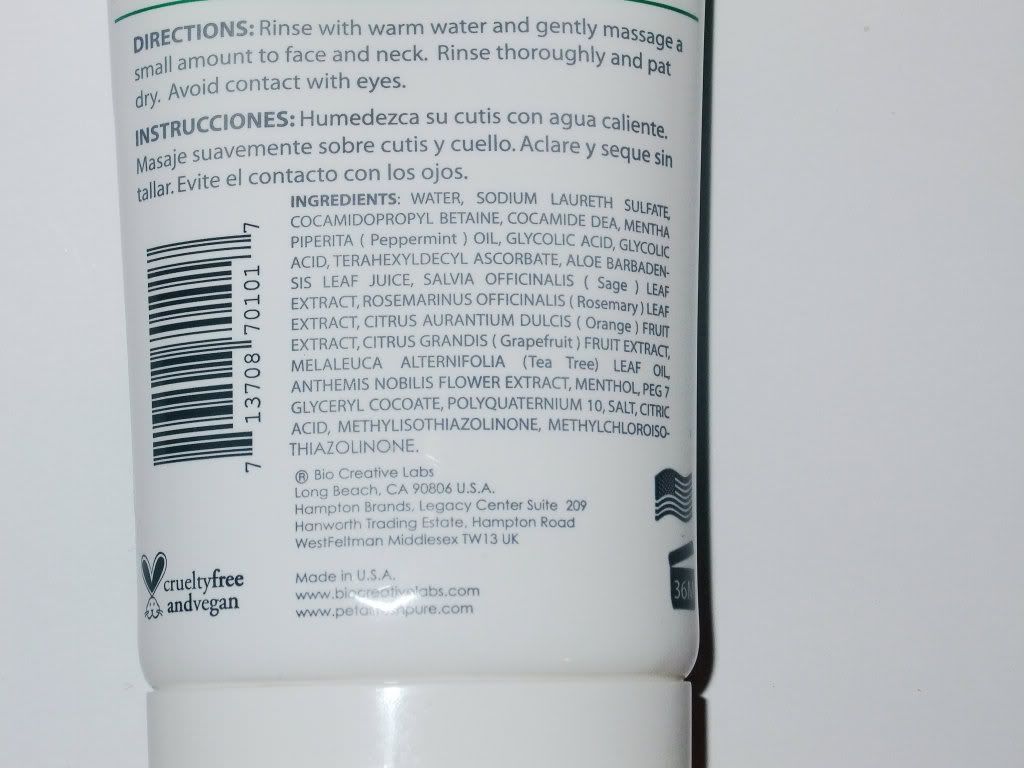 DIRECTIONS: Rinse with warm water and gently massage a
small amount to face and neck. Rinse thoroughly and pat
dry. Avoid contact with eyes.
INSTRUCCIONES: Humedezca su cutis con agua caliente.
Masaje suavemente sobre cutis y cuello. Aclare y seque sin
tallar. Evite el contacto con los ojos.
INGREDIENTS: WATER, SODIUM LAURETH SULFATE,
COCAMIDOPROPYL BETAINE, COCAMIDE DEA, MENTHA
PIPERITA ( Peppermint ) OIL, GLYCOLIC ACID, GLYCOLIC
ACID, TERAHEXYLDECYL ASCORBATE, ALOE BARBADEN-
SIS LEAF JUICE, SALVIA OFFICINALIS ( Sage ) LEAF
EXTRACT, ROSEMARINUS OFFICINALIS ( Rosemary ) LEAF
EXTRACT, CITRUS AURANTIUM DULCIS ( Orange ) FRUIT
EXTRACT, CITRUS GRANDIS ( Grapefruit ) FRUIT EXTRACT,
MELALEUCA ALTERNIFOLIA (Tea Tree) LEAF OIL,
ANTHEMIS NOBILIS FLOWER EXTRACT, MENTHOL, PEG 7
GLYCERYL COCOATE, POLYQUATERNIUM 10, SALT, CITRIC
ACID, METHYLISOTHIAZOLINONE, METHYLCHLOROISO-
THIAZOLINONE.
7 13708 70101 7
® Bio Creative Labs
Long Beach, CA 90806 U.S.A.
Hampton Brands, Legacy Center Suite 209
Hanworth Trading Estate, Hampton Road
WestFeltman Middlesex TW13 UK
crueltyfree
andvegan
Made in U.S.A.
www.biocreativelabs.com
36M